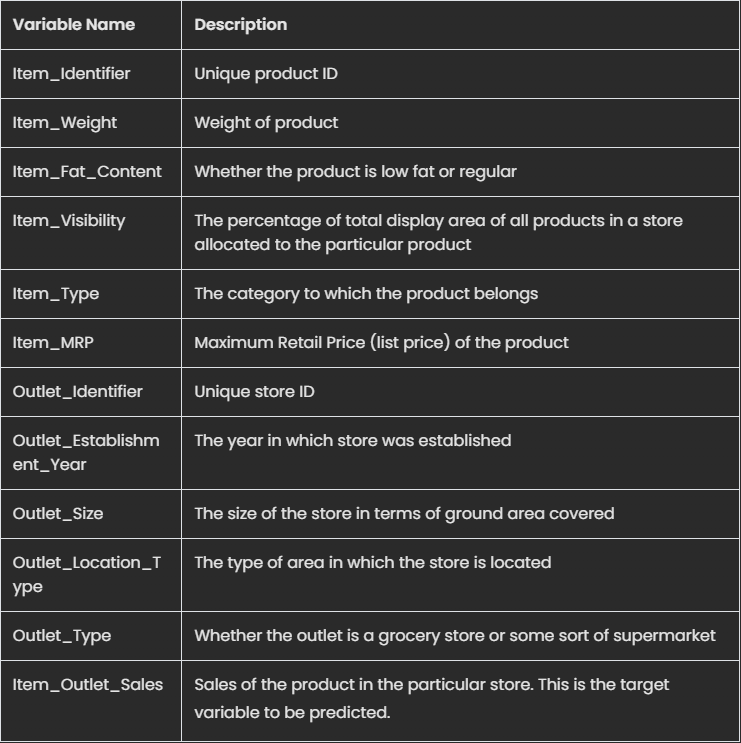 Variable Name Description
Item_Identifier Unique product ID
Item_Weight Weight of product
Item_Fat_Content Whether the product is low fat or regular
Item_Visibility The percentage of total display area of all products in a store
allocated to the particular product
Item_Type The category to which the product belongs
Item_MRP Maximum Retail Price (list price) of the product
Outlet_Identifier Unique store ID
Outlet_Establishm The year in which store was established
ent_Year
Outlet_Size The size of the store in terms of ground area covered
Outlet_Location_T The type of area in which the store is located
ype
Outlet_Type Whether the outlet is a grocery store or some sort of supermarket
Item_Outlet_Sales Sales of the product in the particular store. This is the target
variable to be predicted.